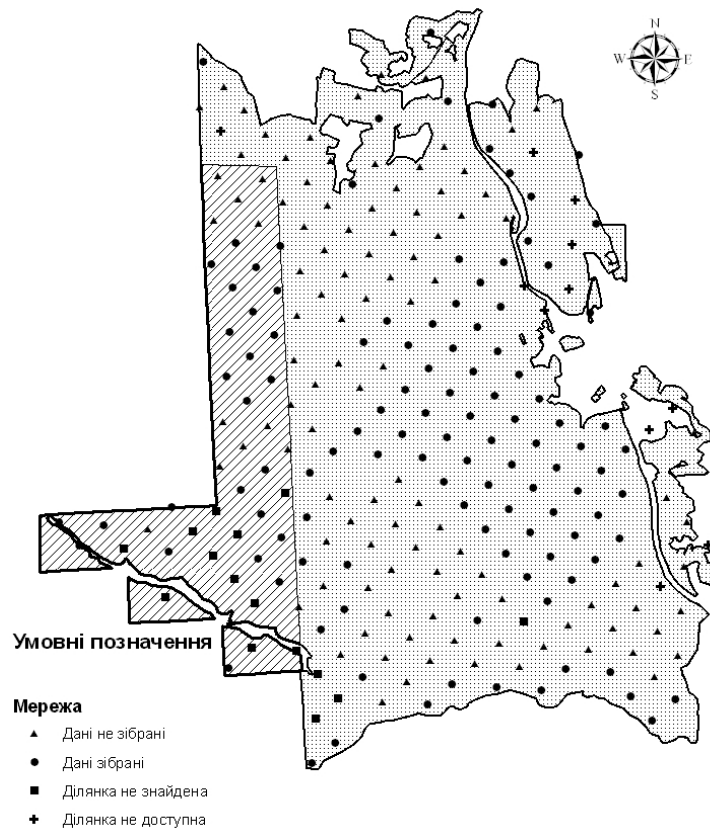 N
W E
S
Умовні позначення
Мережа
Дані не зібрані
Дані зібрані
Ділянка не знайдена
Ділянка не доступна